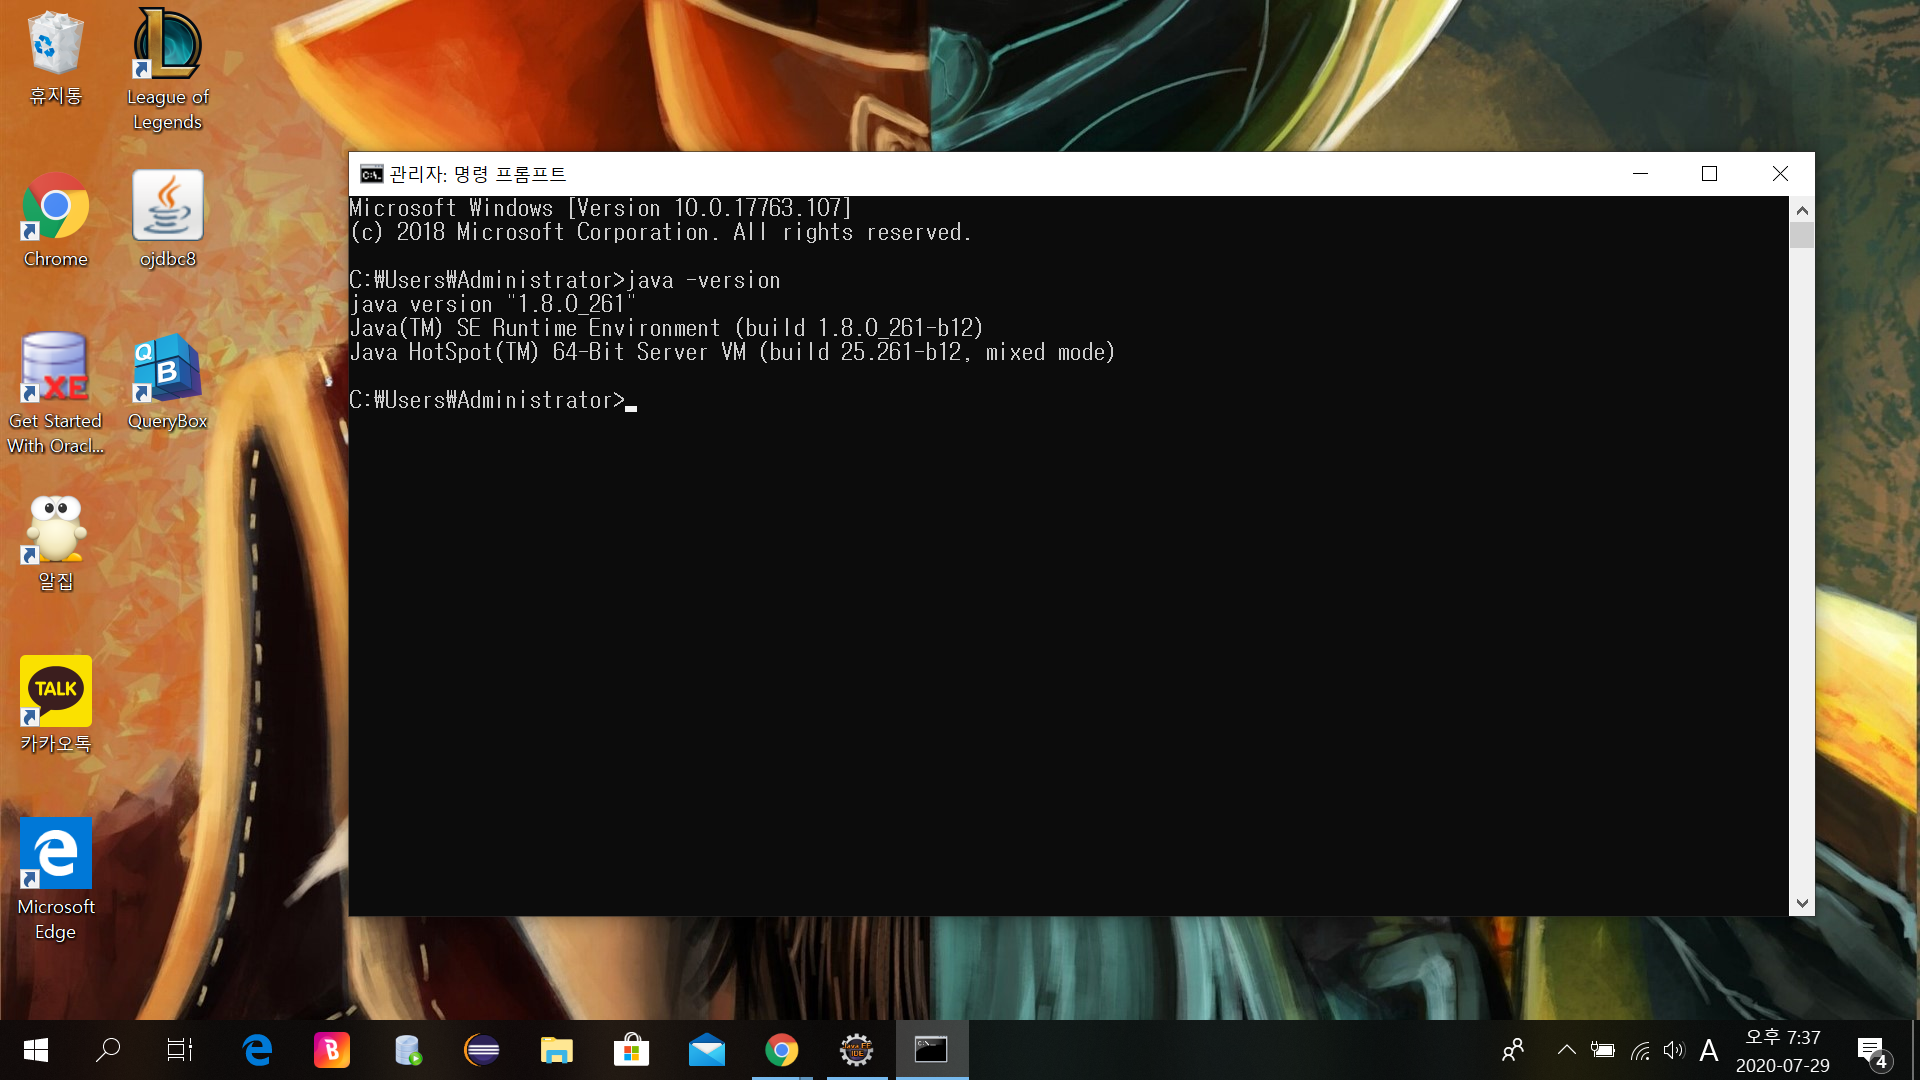 휴지통
League of
Legends
Chrome
ojdbc8
XE
Get Started
With Oracl...
Q
B
QueryBox
알집
TALK
카카오톡
Microsoft
Edge
C:\.
관리자: 명령 프롬프트
Microsoft Windows [Version 10.0.17763.107]
(c) 2018 Microsoft Corporation. All rights reserved.
C:₩Users₩Administrator>java -version
java version "1.8.0_261"
Java(TM) SE Runtime Environment (build 1.8.0_261-b12)
Java HotSpot(TM) 64-Bit Server VM (build 25.261-b12, mixed mode)
C:₩Users₩Administrator>
B
Java EE
IDE
A
오후 7:37
2020-07-29
4